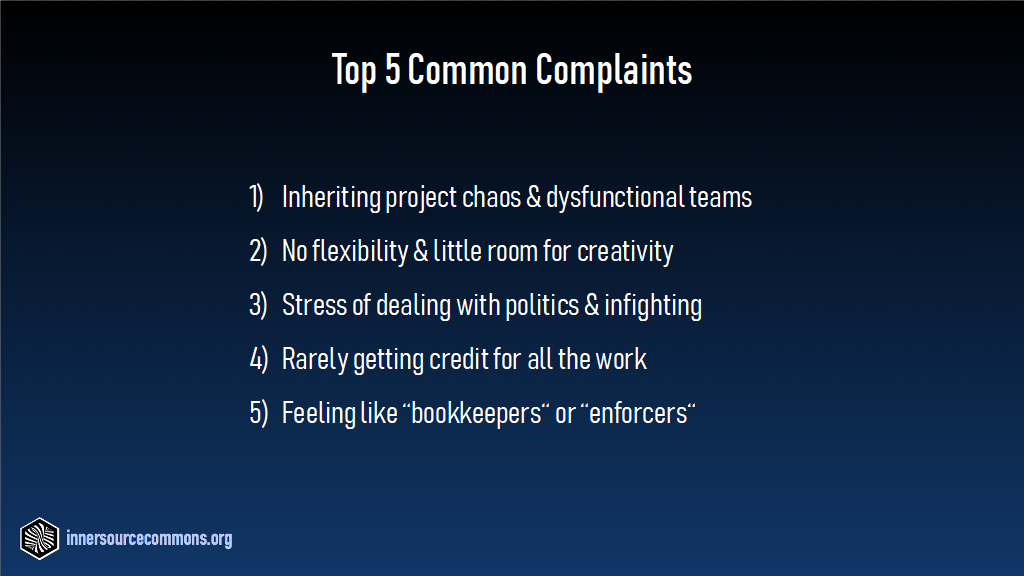 Top 5 Common Complaints
1) Inheriting project chaos & dysfunctional teams
2) No flexibility & little room for creativity
3) Stress of dealing with politics & infighting
4) Rarely getting credit for all the work
5) Feeling like “bookkeepers“ or “enforcers“
innersourcecommons.org